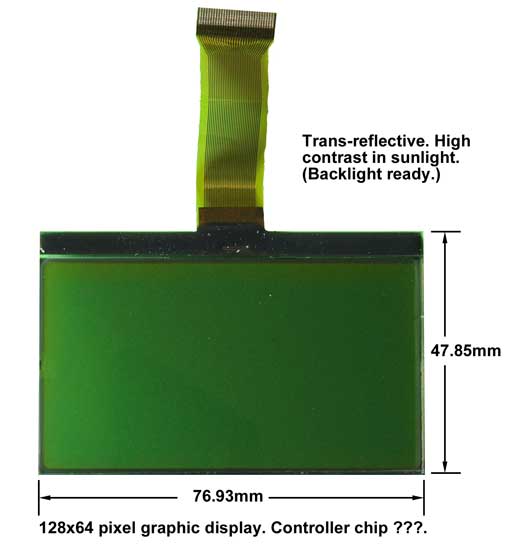 Trans-reflective. High
contrast in sunlight.
(Backlight ready.)
47.85mm
76.93mm
128x64 pixel graphic display. Controller chip ???.